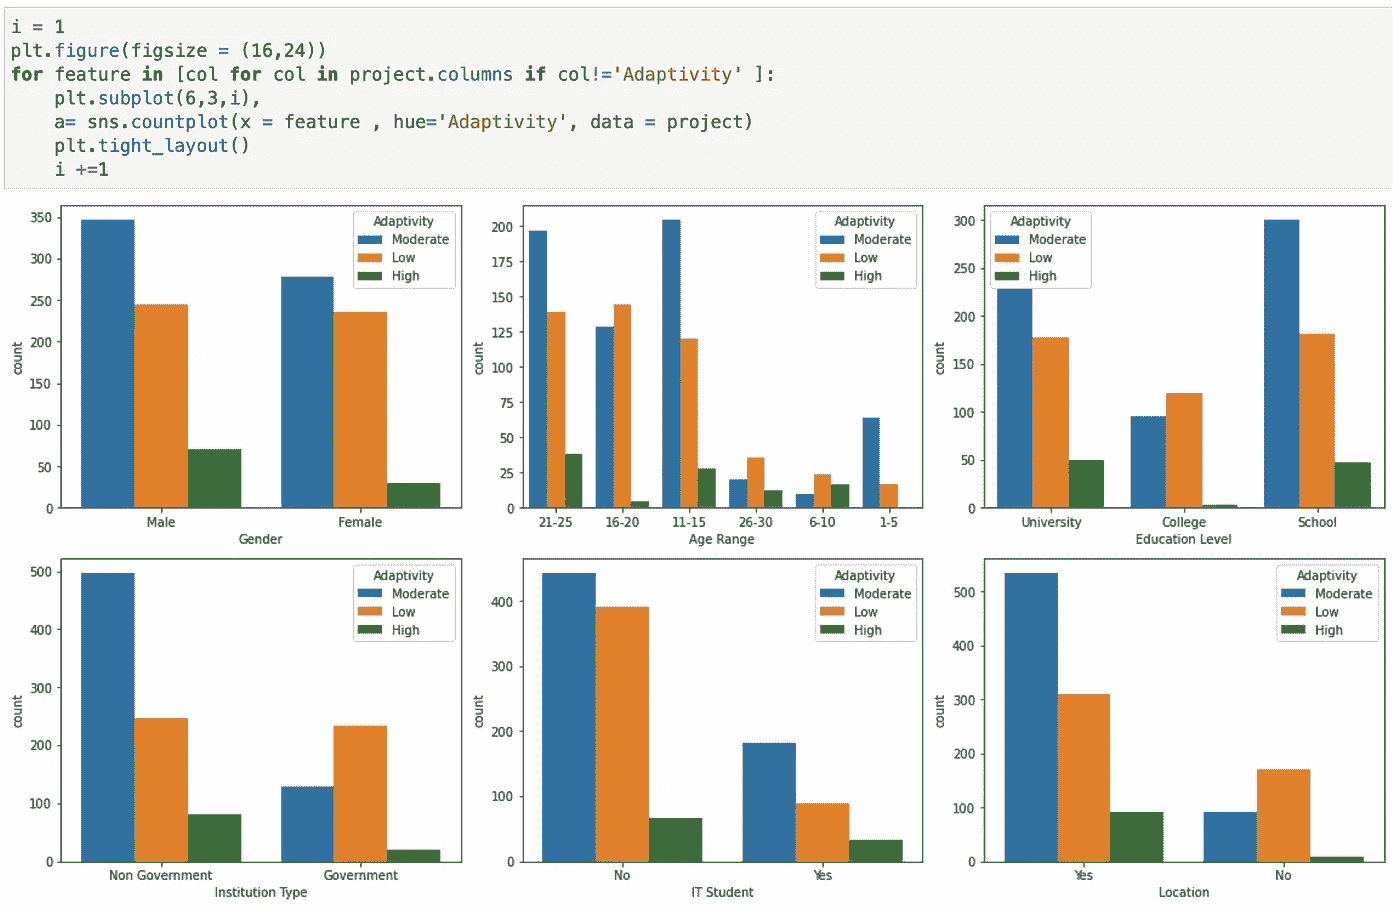 i = 1
plt.figure(figsize = (16,24))
for feature in [col for col in project.columns if col!='Adaptivity' ]:
    plt.subplot(6,3,i),
    a= sns.countplot(x = feature , hue='Adaptivity', data = project)
    plt.tight_layout()
    i +=1
350
300
250
200
150
100
50
0
count
Adaptivity
Moderate
Low
High
Male Female
Gender
200
175
150
125
100
75
50
25
0
count
Adaptivity
Moderate
Low
High
21-25 16-20 11-15 26-30 6-10 1-5
Age Range
300
250
200
150
100
50
0
count
Adaptivity
Moderate
Low
High
University College School
Education Level
500
400
300
200
100
0
count
Adaptivity
Moderate
Low
High
Non Government Government
Institution Type
400
300
200
100
0
count
Adaptivity
Moderate
Low
High
No Yes
IT Student
500
400
300
200
100
0
count
Adaptivity
Moderate
Low
High
Yes No
Location